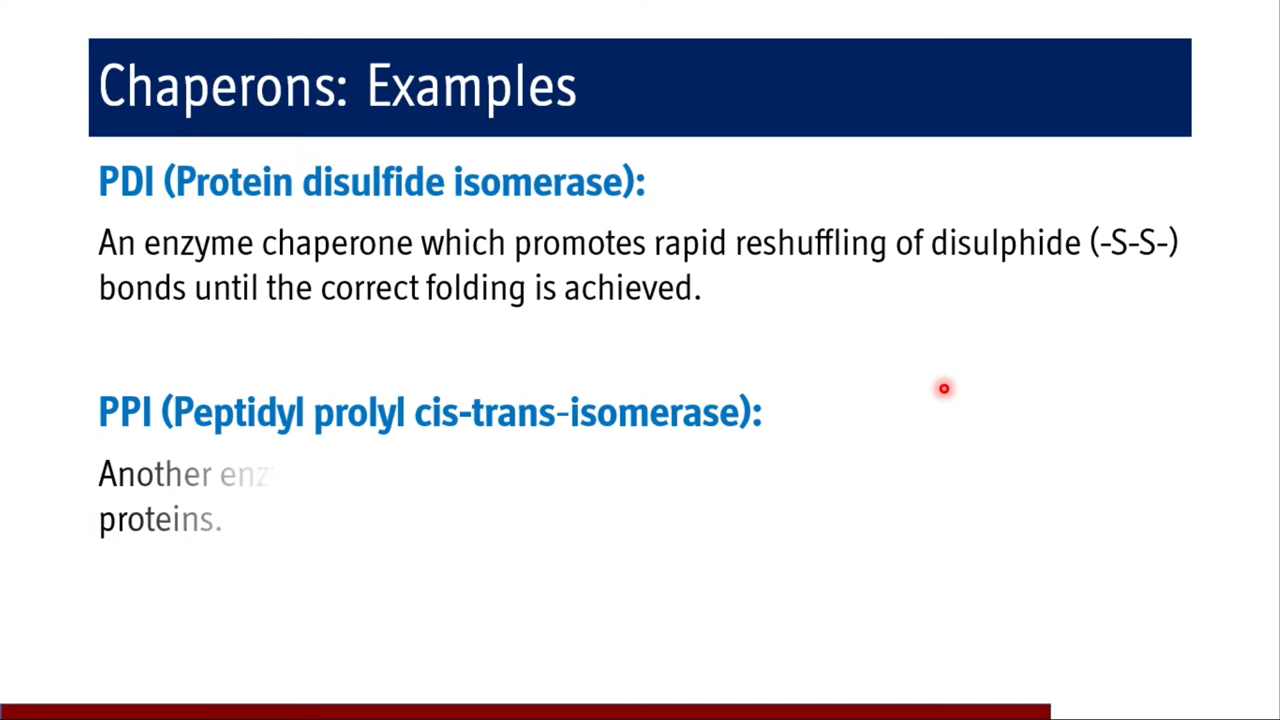 Chaperons: Examples
PDI (Protein disulfide isomerase):
An enzyme chaperone which promotes rapid reshuffling of disulphide (-S-S-)
bonds until the correct folding is achieved.
PPI (Peptidyl prolyl cis-trans-isomerase):
Another
proteins.